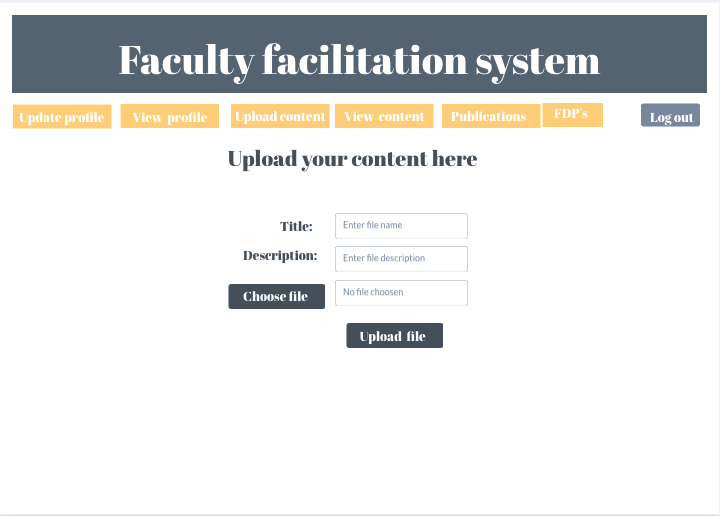 Faculty facilitation system
Update profile View profile Upload content View content Publications FDP's Log out
Upload your content here
Title: Enter file name
Description: Enter file description
Choose file No file choosen
Upload file